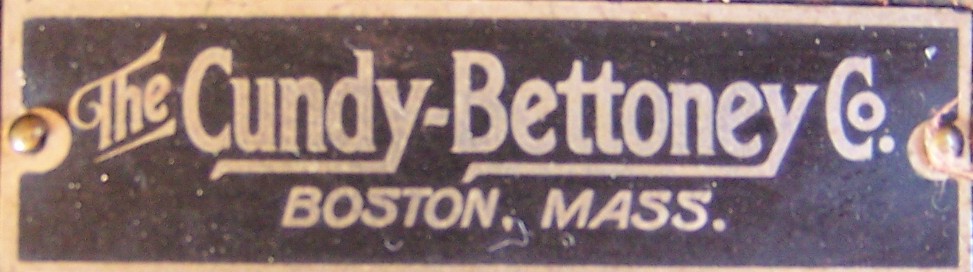 The Cundy-Bettoney Co.
BOSTON, MASS.